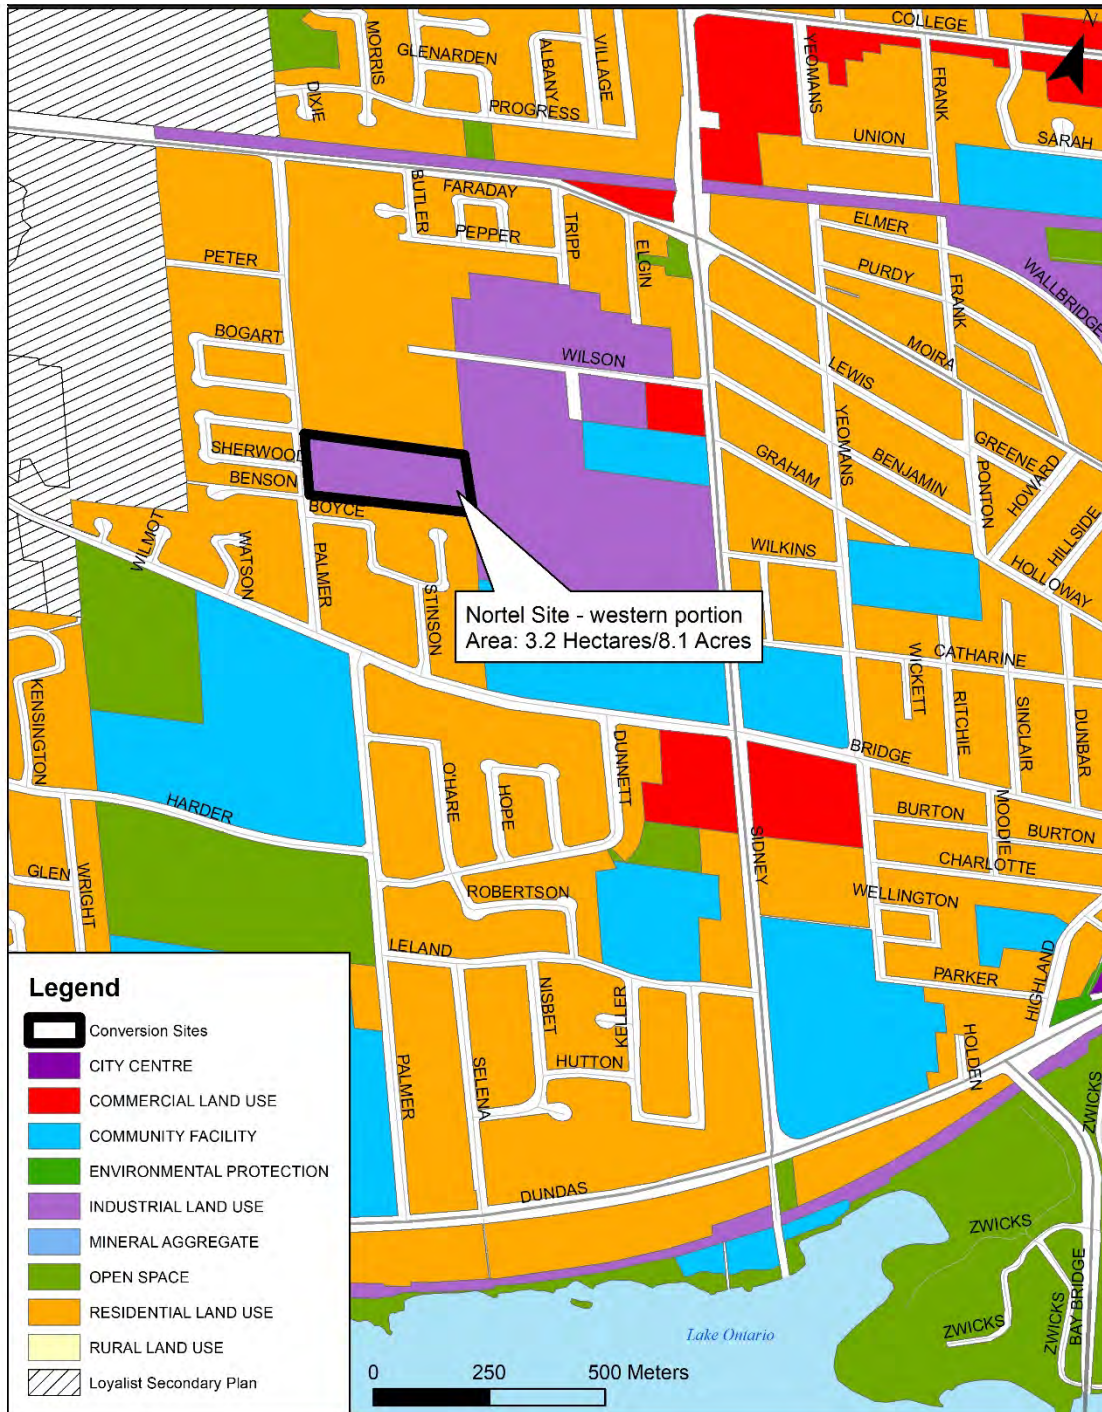 N
COLLEGE
MORRIS
GLENARDEN
ALBANY
VILLAGE
YEOMANS
FRANK
DIXIE
PROGRESS
UNION
SARAH
BUTLER
FARADAY
PEPPER
TRIPP
ELGIN
ELMER
PURDY
FRANK
WALLBRIDGE
PETER
BOGART
WILSON
MOIRA
LEWIS
YEOMANS
GREENE
HOWARD
SHERWOOD
BENSON
BOYCE
GRAHAM
BENJAMIN
PONTON
HILLSIDE
HOLLOWAY
WILMOT
WATSON
PALMER
STINSON
WILKINS
Nortel Site - western portion
Area: 3.2 Hectares/8.1 Acres
CATHARINE
WICKETT
RITCHIE
SINCLAIR
DUNBAR
KENSINGTON
DUNNETT
BRIDGE
O'HARE
HOPE
HARDER
SIDNEY
BURTON
MOODIE
BURTON
CHARLOTTE
GLEN
WRIGHT
ROBERTSON
WELLINGTON
LELAND
PARKER
HIGHLAND
NISBET
KELLER
HUTTON
HOLDEN
PALMER
SELENA
DUNDAS
ZWICKS
ZWICKS
ZWICKS
ZWICKS
BAY BRIDGE
Lake Ontario
Legend
Conversion Sites
CITY CENTRE
COMMERCIAL LAND USE
COMMUNITY FACILITY
ENVIRONMENTAL PROTECTION
INDUSTRIAL LAND USE
MINERAL AGGREGATE
OPEN SPACE
RESIDENTIAL LAND USE
RURAL LAND USE
Loyalist Secondary Plan
0 250 500 Meters